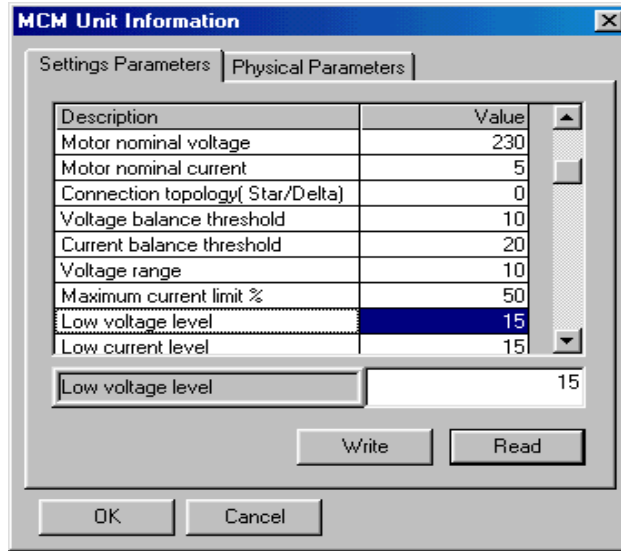 MCM Unit Information
Settings Parameters Physical Parameters
Description Value
Motor nominal voltage 230
Motor nominal current 5
Connection topology( Star/Delta) 0
Voltage balance threshold 10
Current balance threshold 20
Voltage range 10
Maximum current limit % 50
Low voltage level 15
Low current level 15
Low voltage level 15
Write Read
OK Cancel